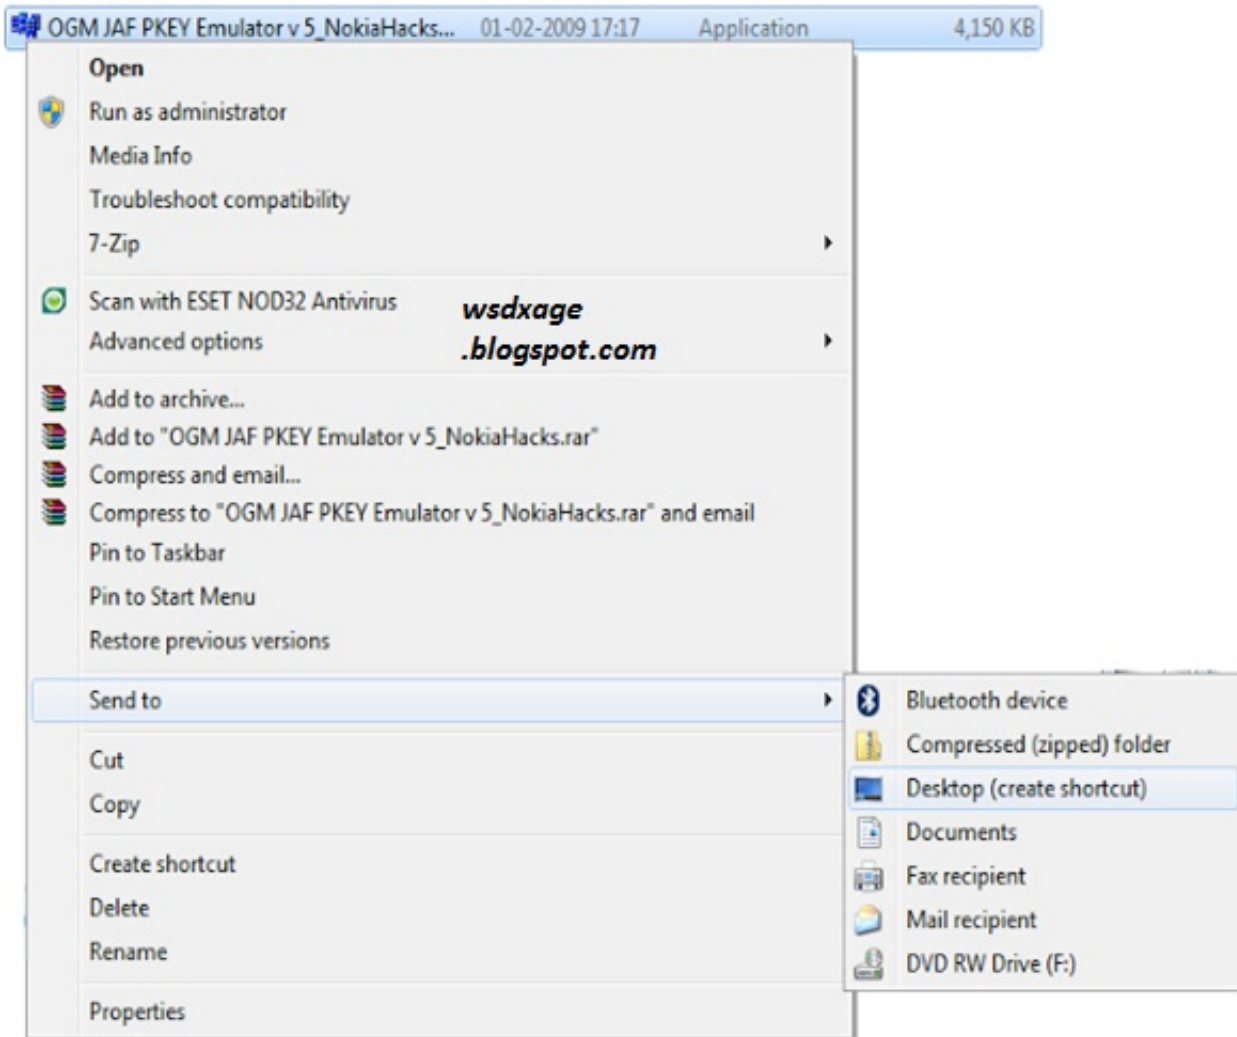 OGM JAF PKEY Emulator v 5_NokiaHacks... 01-02-2009 17:17 Application 4,150 KB
Open
Run as administrator
Media Info
Troubleshoot compatibility
7-Zip
Scan with ESET NOD32 Antivirus
Advanced options
wsdxage
.blogspot.com
Add to archive...
Add to "OGM JAF PKEY Emulator v 5_NokiaHacks.rar"
Compress and email...
Compress to "OGM JAF PKEY Emulator v 5_NokiaHacks.rar" and email
Pin to Taskbar
Pin to Start Menu
Restore previous versions
Send to
Cut
Copy
Create shortcut
Delete
Rename
Properties
Bluetooth device
Compressed (zipped) folder
Desktop (create shortcut)
Documents
Fax recipient
Mail recipient
DVD RW Drive (F:)